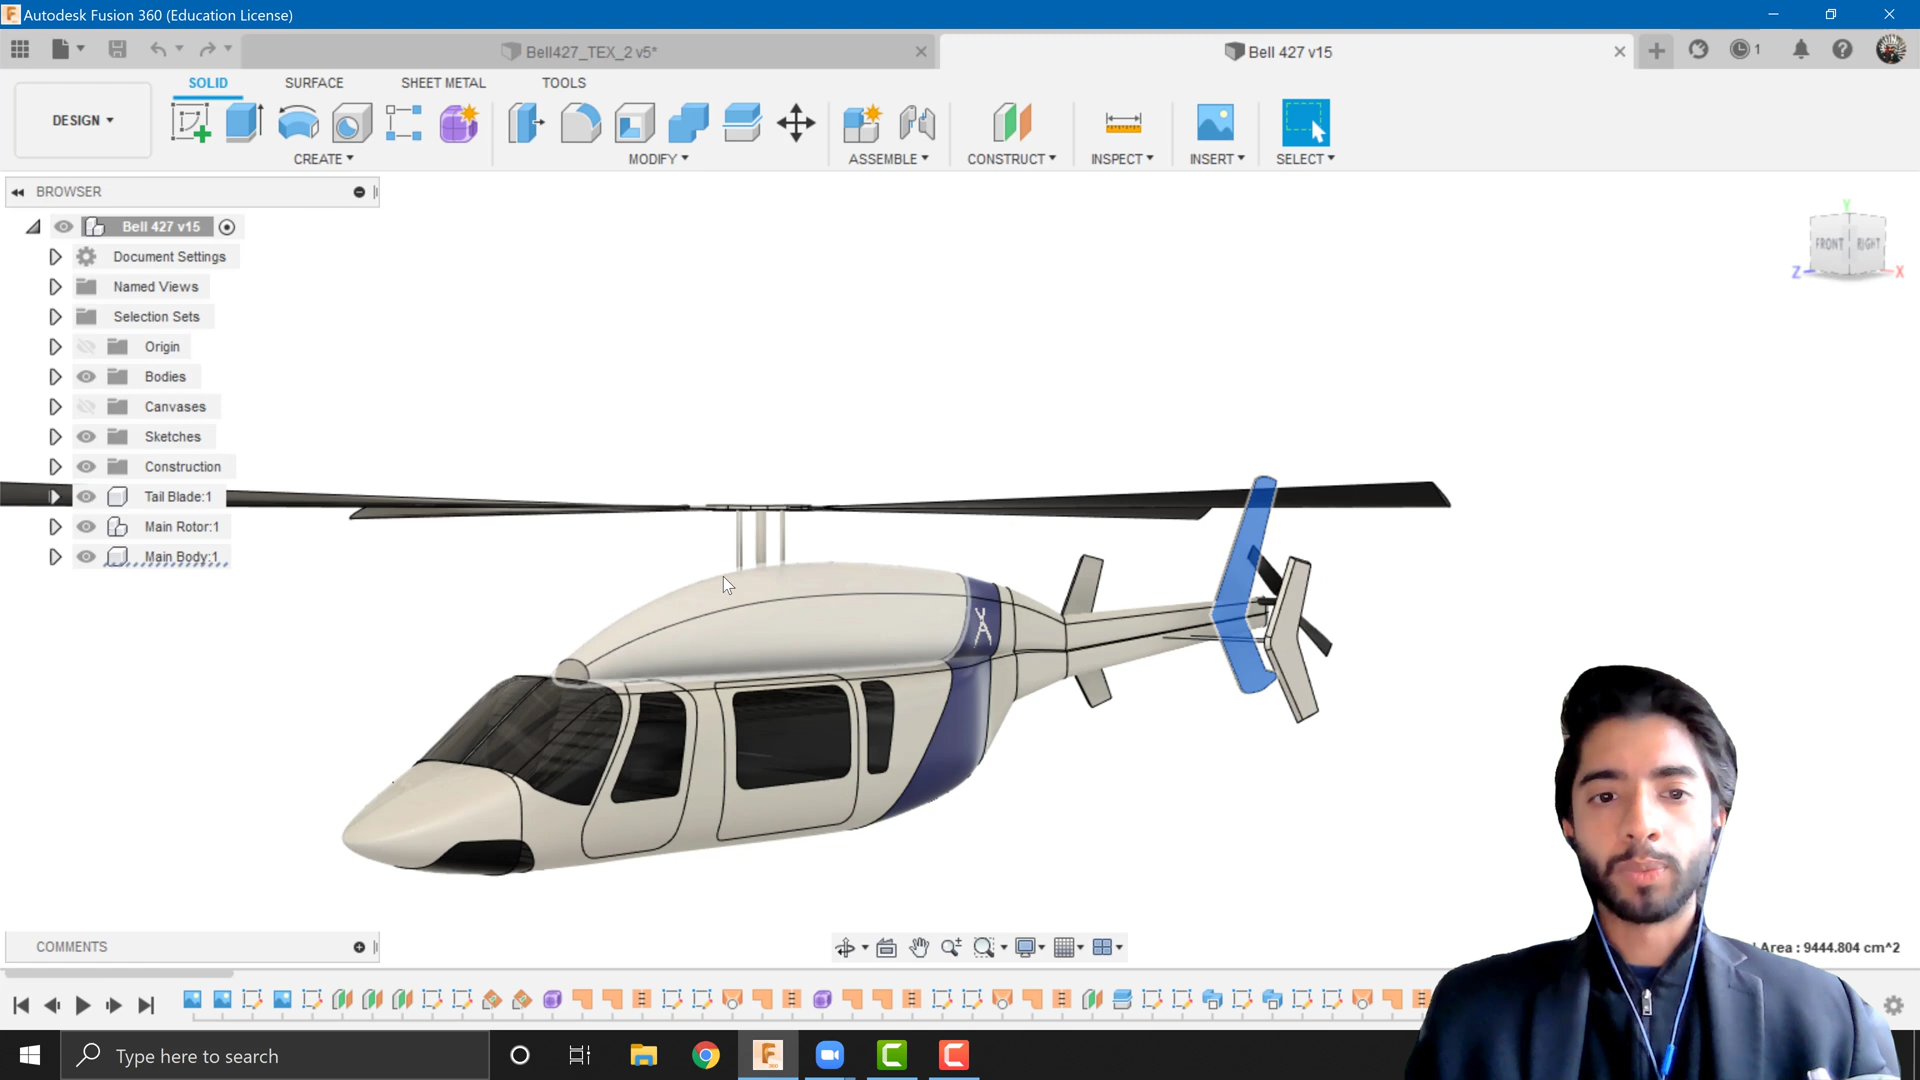 Autodesk Fusion 360 (Education License)
Bell427_TEX_2 v5*
Bell 427 v15
1
DESIGN
SOLID
SURFACE
SHEET METAL
TOOLS
CREATE
MODIFY
ASSEMBLE
CONSTRUCT
INSPECT
INSERT
SELECT
BROWSER
Bell 427 v15
Document Settings
Named Views
Selection Sets
Origin
Bodies
Canvases
Sketches
Construction
Tail Blade:1
Main Rotor:1
Main Body:1
Y
FRONT
RIGHT
Z
X
COMMENTS
Area : 9444.804 cm^2
Type here to search